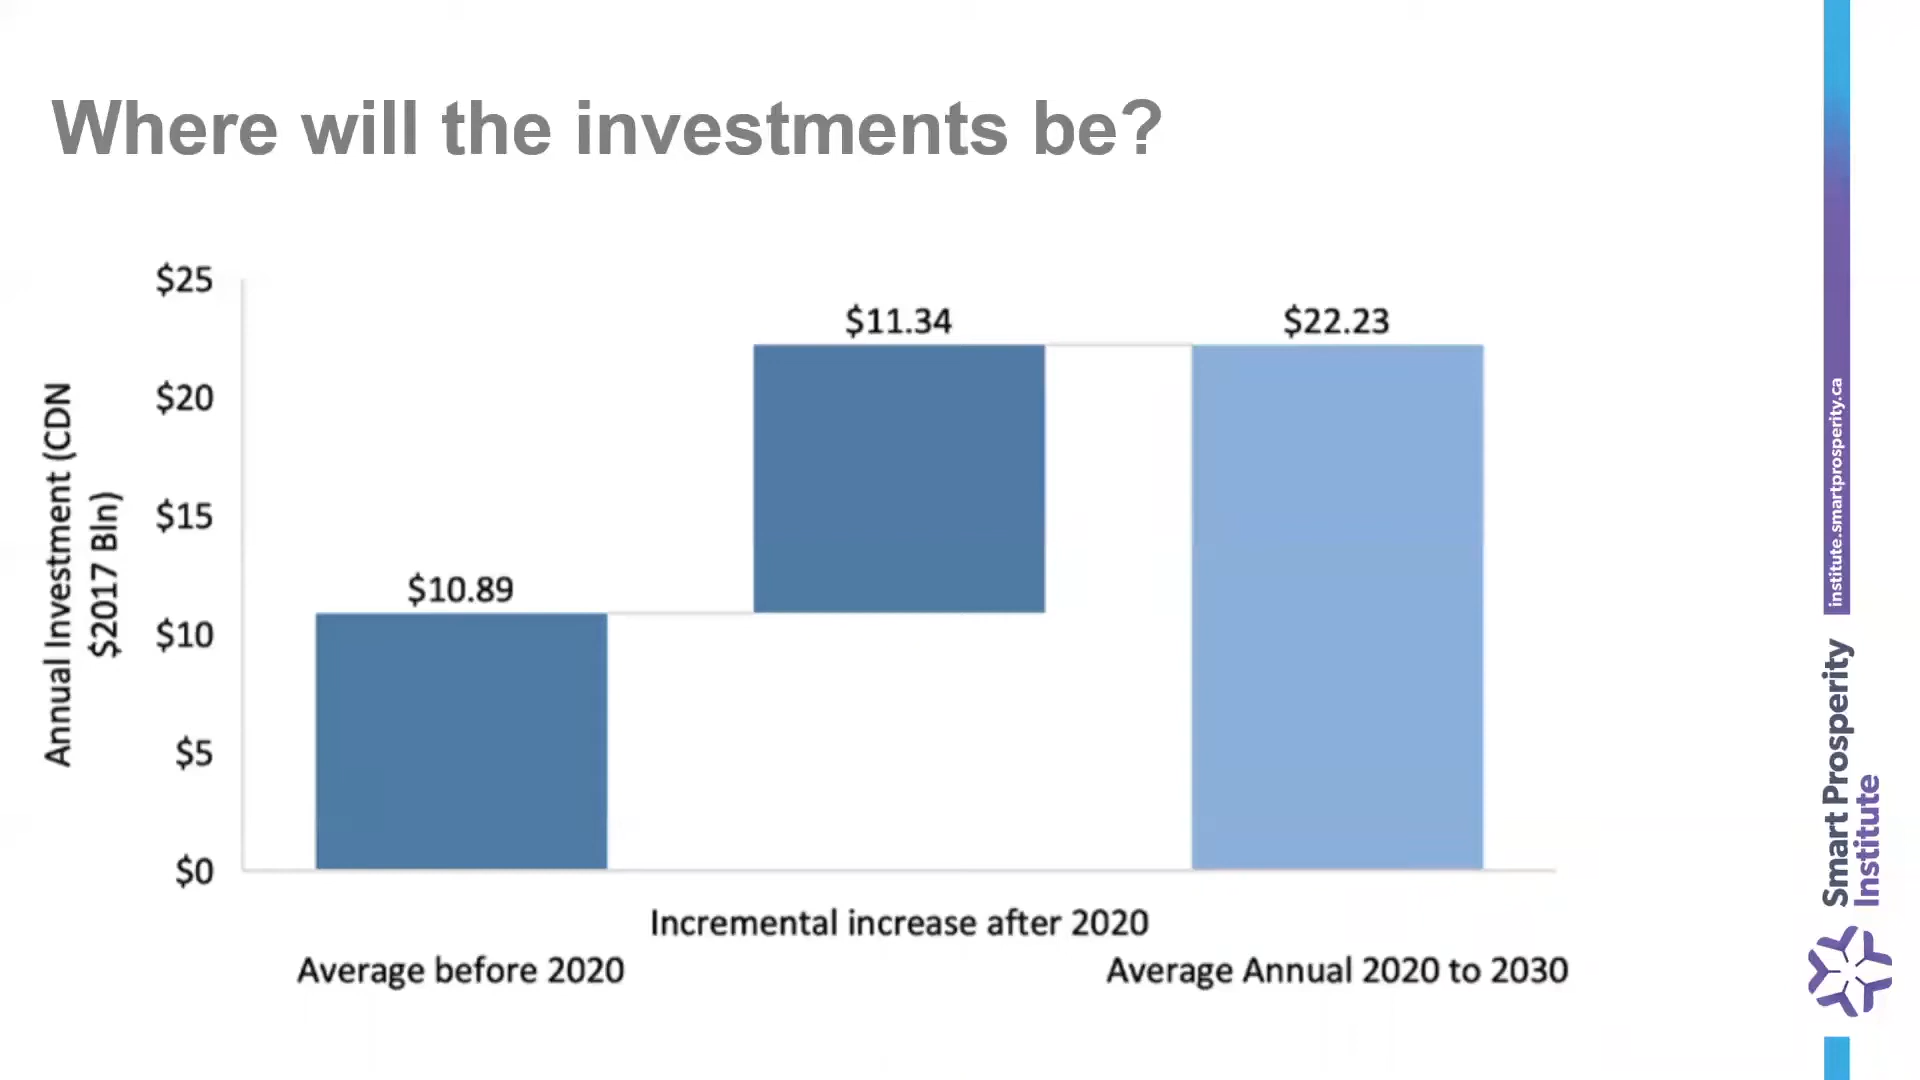 Where will the investments be?
Annual Investment (CDN
$2017 Bln)
$25
$20
$15
$10
$5
$0
$10.89
$11.34
$22.23
Average before 2020
Incremental increase after 2020
Average Annual 2020 to 2030
institute.smartprosperity.ca
Smart Prosperity
Institute